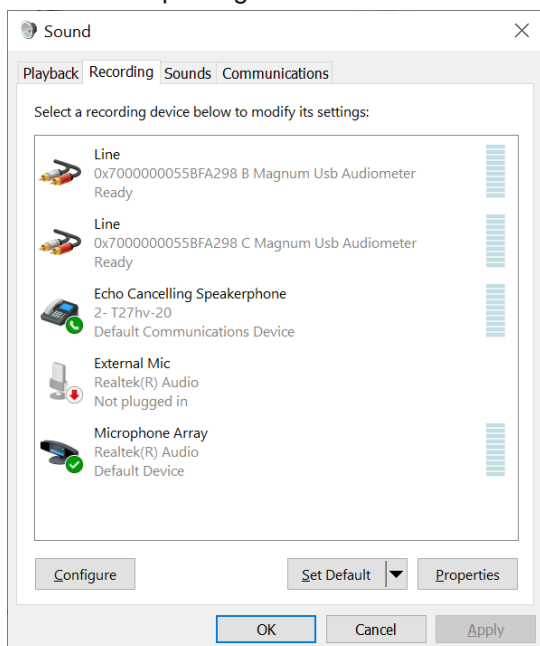 Sound
Playback Recording Sounds Communications
Select a recording device below to modify its settings:
Line
0x7000000055BFA298 B Magnum Usb Audiometer
Ready
Line
0x7000000055BFA298 C Magnum Usb Audiometer
Ready
Echo Cancelling Speakerphone
2- T27hv-20
Default Communications Device
External Mic
Realtek(R) Audio
Not plugged in
Microphone Array
Realtek(R) Audio
Default Device
Configure Set Default Properties
OK Cancel Apply